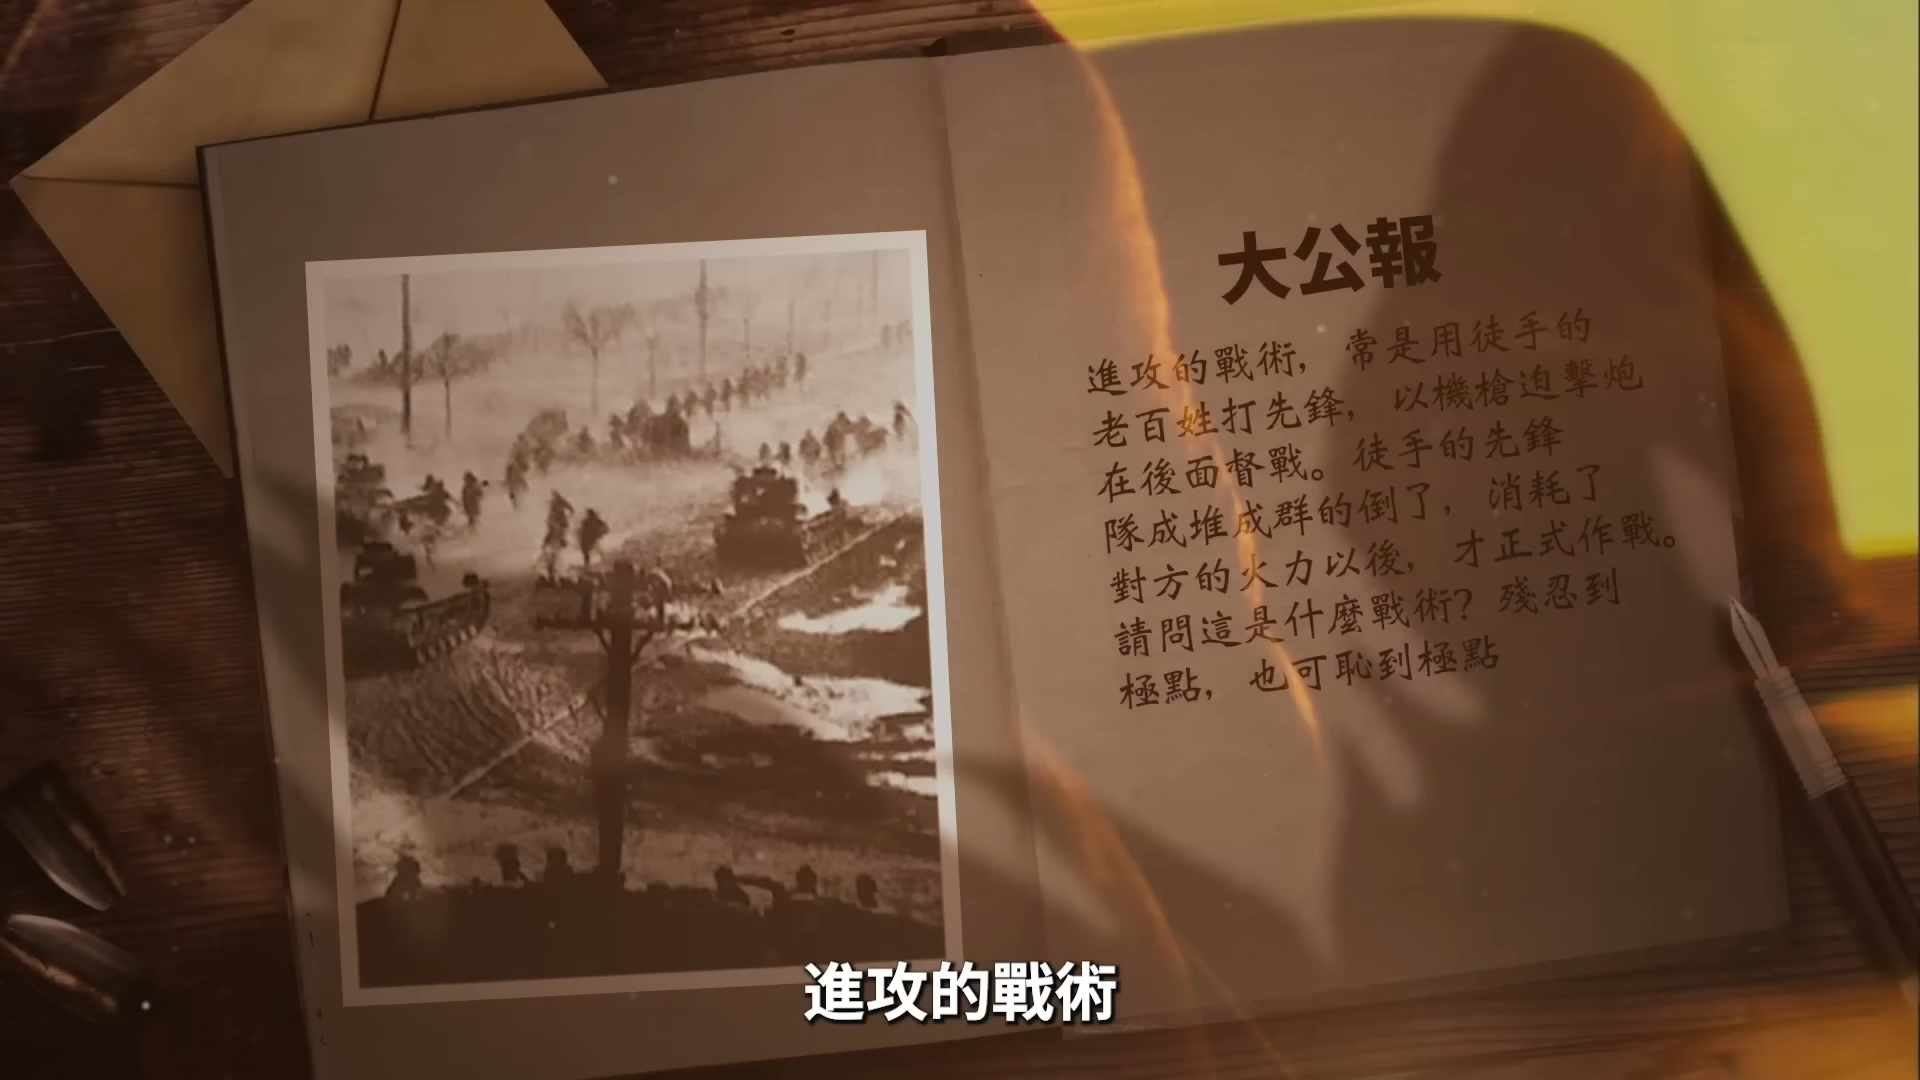 大公報
進攻的戰術，常是用徒手的
老百姓打先鋒，以機槍迫擊炮
在後面督戰。徒手的先鋒
隊成堆成群的倒了，消耗了
對方的火力以後，才正式作戰。
請問這是什麼戰術？殘忍到
極點，也可恥到極點
進攻的戰術